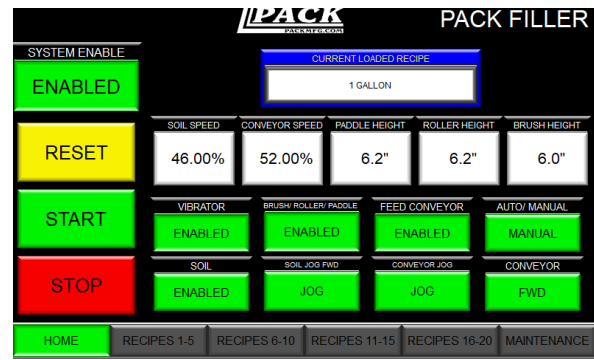 PACK
PACKMFG.COM
PACK FILLER
SYSTEM ENABLE
ENABLED
CURRENT LOADED RECIPE
1 GALLON
RESET
SOIL SPEED
CONVEYOR SPEED
PADDLE HEIGHT
ROLLER HEIGHT
BRUSH HEIGHT
46.00%
52.00%
6.2"
6.2"
6.0"
START
VIBRATOR
BRUSH/ ROLLER/ PADDLE
FEED CONVEYOR
AUTO/ MANUAL
ENABLED
ENABLED
ENABLED
MANUAL
STOP
SOIL
SOIL JOG FWD
CONVEYOR JOG
CONVEYOR
ENABLED
JOG
JOG
FWD
HOME
RECIPES 1-5
RECIPES 6-10
RECIPES 11-15
RECIPES 16-20
MAINTENANCE